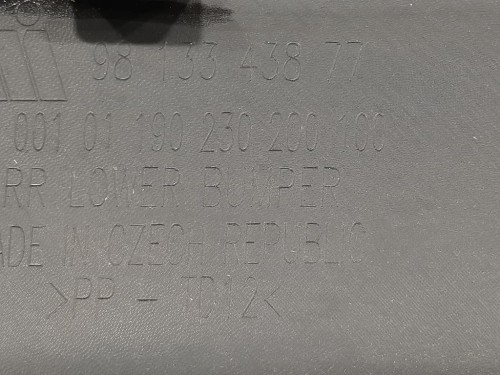 98 133 438 77
001 01 190 230 200 100
RR LOWER BUMPER
ADE IN CZECH REPUBLIC
>PP - TD12<